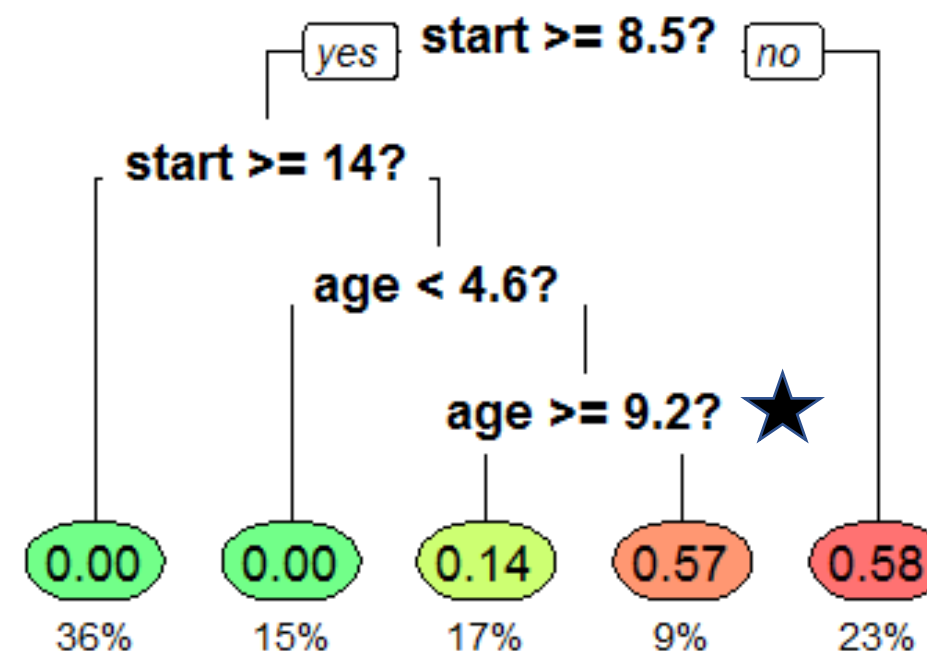 yes start >= 8.5? no
start >= 14?
age < 4.6?
age >= 9.2?
0.00 0.00 0.14 0.57 0.58
36% 15% 17% 9% 23%